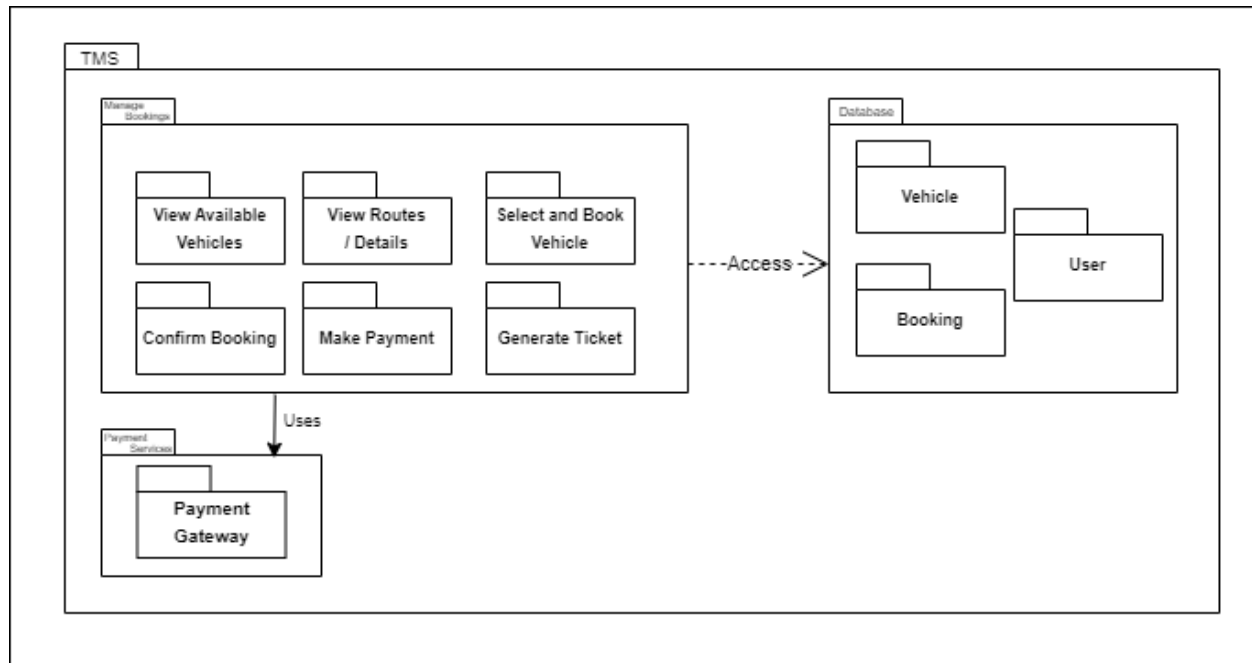 TMS
Manage
Bookings
View Available
Vehicles
View Routes
/ Details
Select and Book
Vehicle
Confirm Booking
Make Payment
Generate Ticket
Access
Database
Vehicle
User
Booking
Uses
Payment
Services
Payment
Gateway